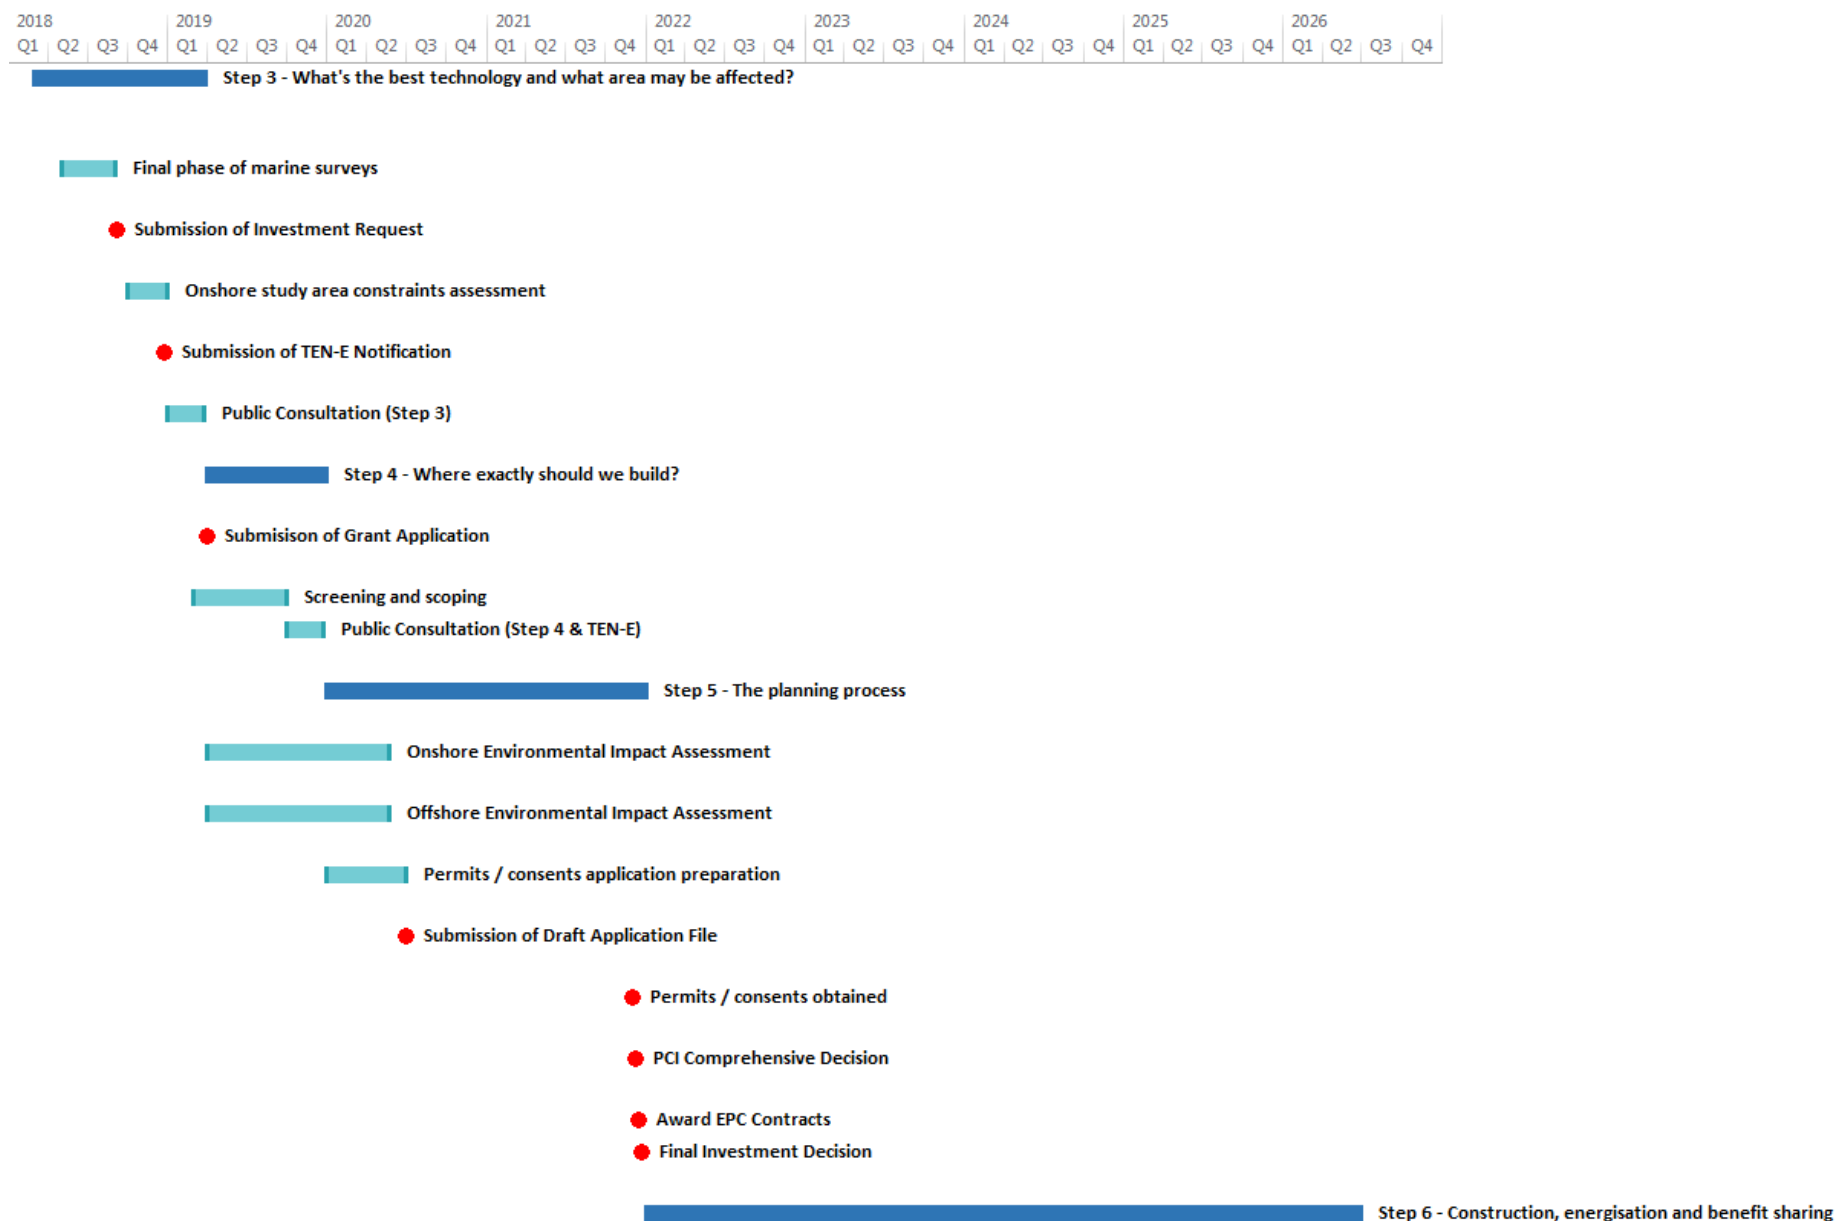 2018 2019 2020 2021 2022 2023 2024 2025 2026
Q1 Q2 Q3 Q4 Q1 Q2 Q3 Q4 Q1 Q2 Q3 Q4 Q1 Q2 Q3 Q4 Q1 Q2 Q3 Q4 Q1 Q2 Q3 Q4 Q1 Q2 Q3 Q4 Q1 Q2 Q3 Q4 Q1 Q2 Q3 Q4
Step 3 - What's the best technology and what area may be affected?
Final phase of marine surveys
Submission of Investment Request
Onshore study area constraints assessment
Submission of TEN-E Notification
Public Consultation (Step 3)
Step 4 - Where exactly should we build?
Submisison of Grant Application
Screening and scoping
Public Consultation (Step 4 & TEN-E)
Step 5 - The planning process
Onshore Environmental Impact Assessment
Offshore Environmental Impact Assessment
Permits / consents application preparation
Submission of Draft Application File
Permits / consents obtained
PCI Comprehensive Decision
Award EPC Contracts
Final Investment Decision
Step 6 - Construction, energisation and benefit sharing